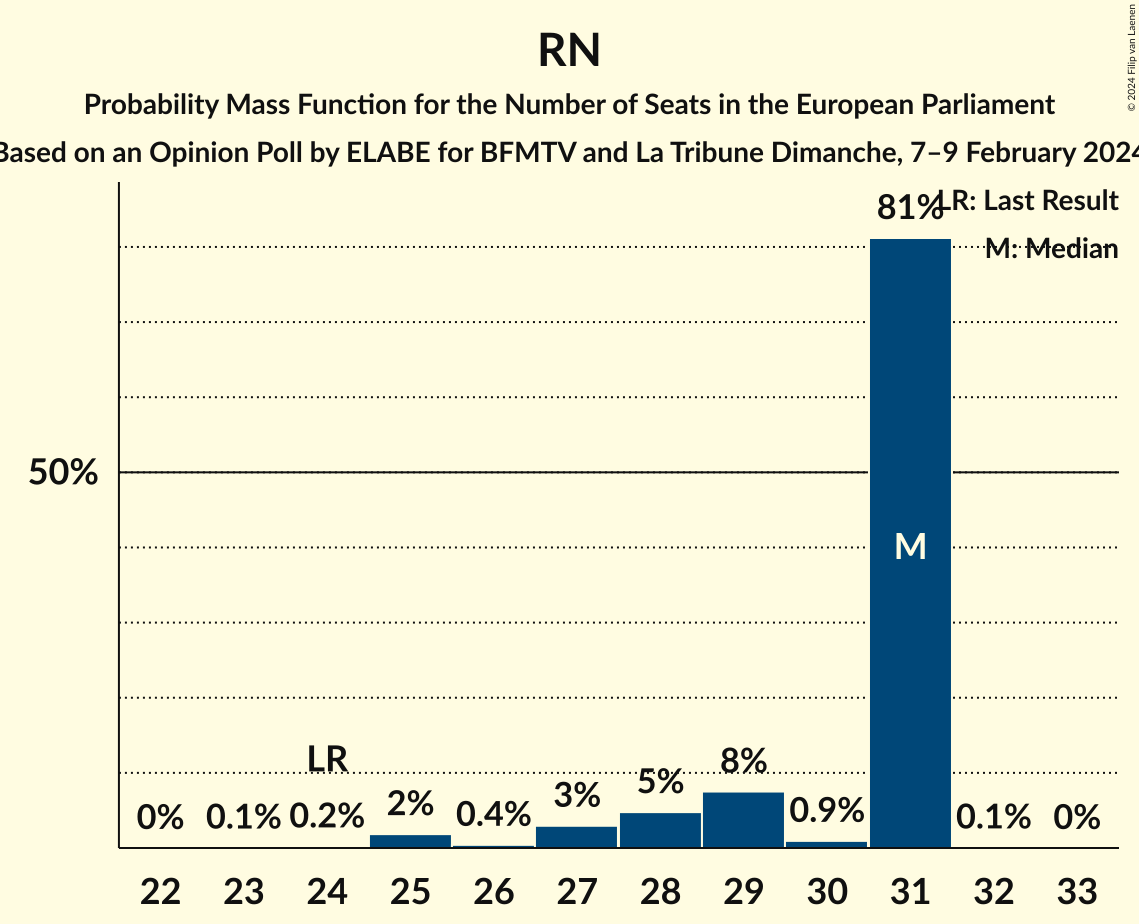 RN
Probability Mass Function for the Number of Seats in the European Parliament
Based on an Opinion Poll by ELABE for BFMTV and La Tribune Dimanche, 7–9 February 2024
© 2024 Filip van Laenen
LR: Last Result
M: Median
81%
50%
M
LR
0% 0.1% 0.2% 2% 0.4% 3% 5% 8% 0.9% 0.1% 0%
22 23 24 25 26 27 28 29 30 31 32 33